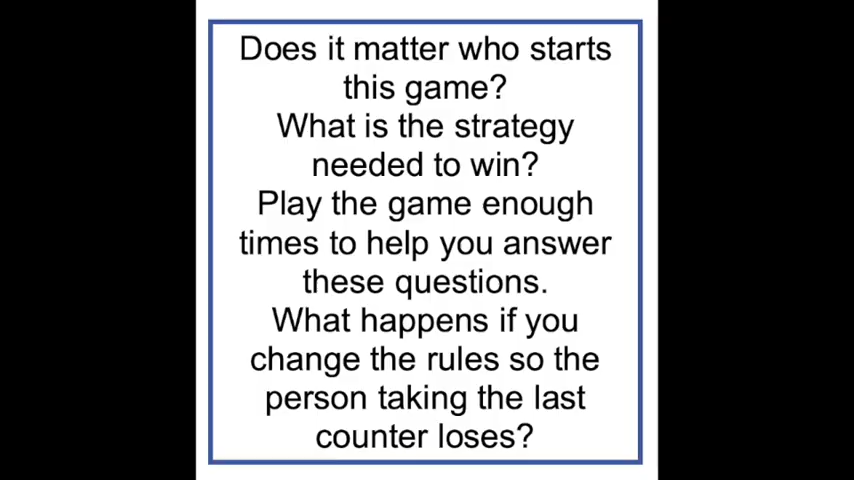 Does it matter who starts
this game?
What is the strategy
needed to win?
Play the game enough
times to help you answer
these questions.
What happens if you
change the rules so the
person taking the last
counter loses?